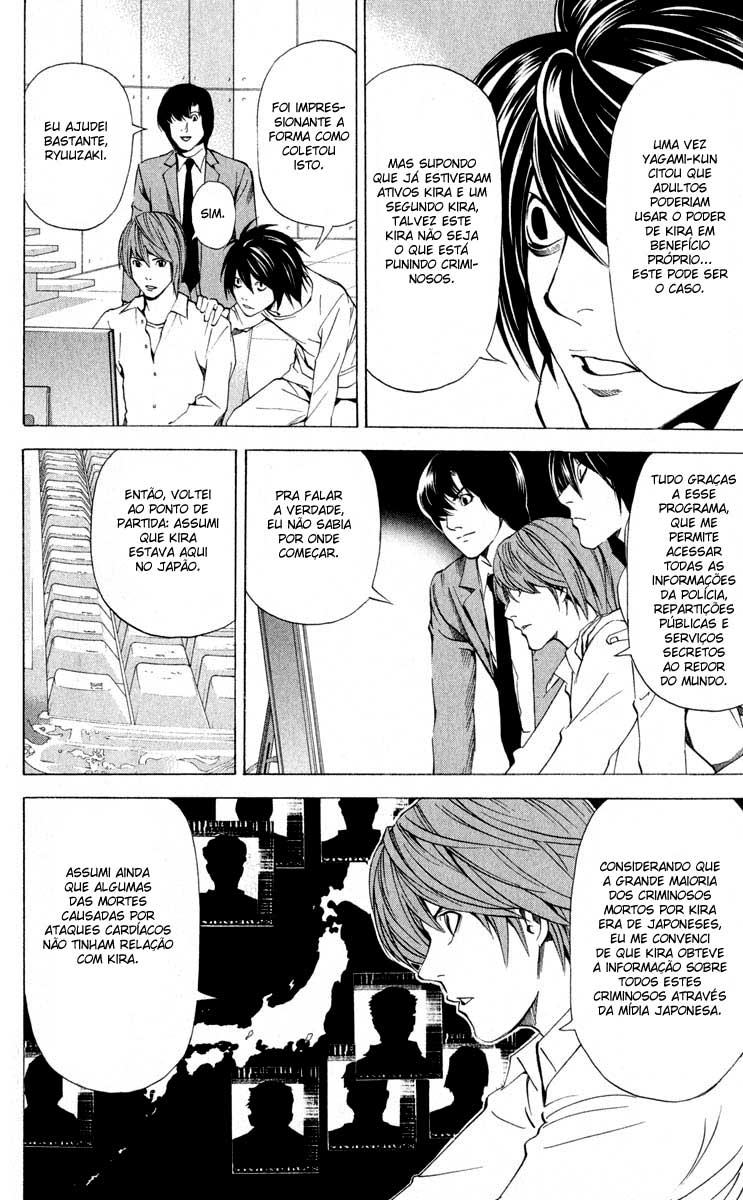 UMA VEZ
YAGAMI-KUN
CITOU QUE
ADULTOS
PODERIAM
USAR O PODER
DE KIRA EM
BENEFÍCIO
PRÓPRIO...
ESTE PODE SER
O CASO.
MAS SUPONDO
QUE JÁ ESTIVERAM
ATIVOS KIRA E UM
SEGUNDO KIRA,
TALVEZ ESTE
KIRA NÃO SEJA
O QUE ESTÁ
PUNINDO CRIMI-
NOSOS.
FOI IMPRES-
SIONANTE A
FORMA COMO
COLETOU
ISTO.
SIM.
EU AJUDEI
BASTANTE,
RYUUZAKI.
TUDO GRAÇAS
A ESSE
PROGRAMA,
QUE ME
PERMITE
ACESSAR
TODAS AS
INFORMAÇÕES
DA POLÍCIA,
REPARTIÇÕES
PÚBLICAS E
SERVIÇOS
SECRETOS
AO REDOR
DO MUNDO.
PRA FALAR
A VERDADE,
EU NÃO SABIA
POR ONDE
COMEÇAR.
ENTÃO, VOLTEI
AO PONTO DE
PARTIDA: ASSUMI
QUE KIRA
ESTAVA AQUI
NO JAPÃO.
CONSIDERANDO QUE
A GRANDE MAIORIA
DOS CRIMINOSOS
MORTOS POR KIRA
ERA DE JAPONESES,
EU ME CONVENCI
DE QUE KIRA OBTEVE
A INFORMAÇÃO SOBRE
TODOS ESTES
CRIMINOSOS ATRAVÉS
DA MÍDIA JAPONESA.
ASSUMI AINDA
QUE ALGUMAS
DAS MORTES
CAUSADAS POR
ATAQUES CARDÍACOS
NÃO TINHAM RELAÇÃO
COM KIRA.